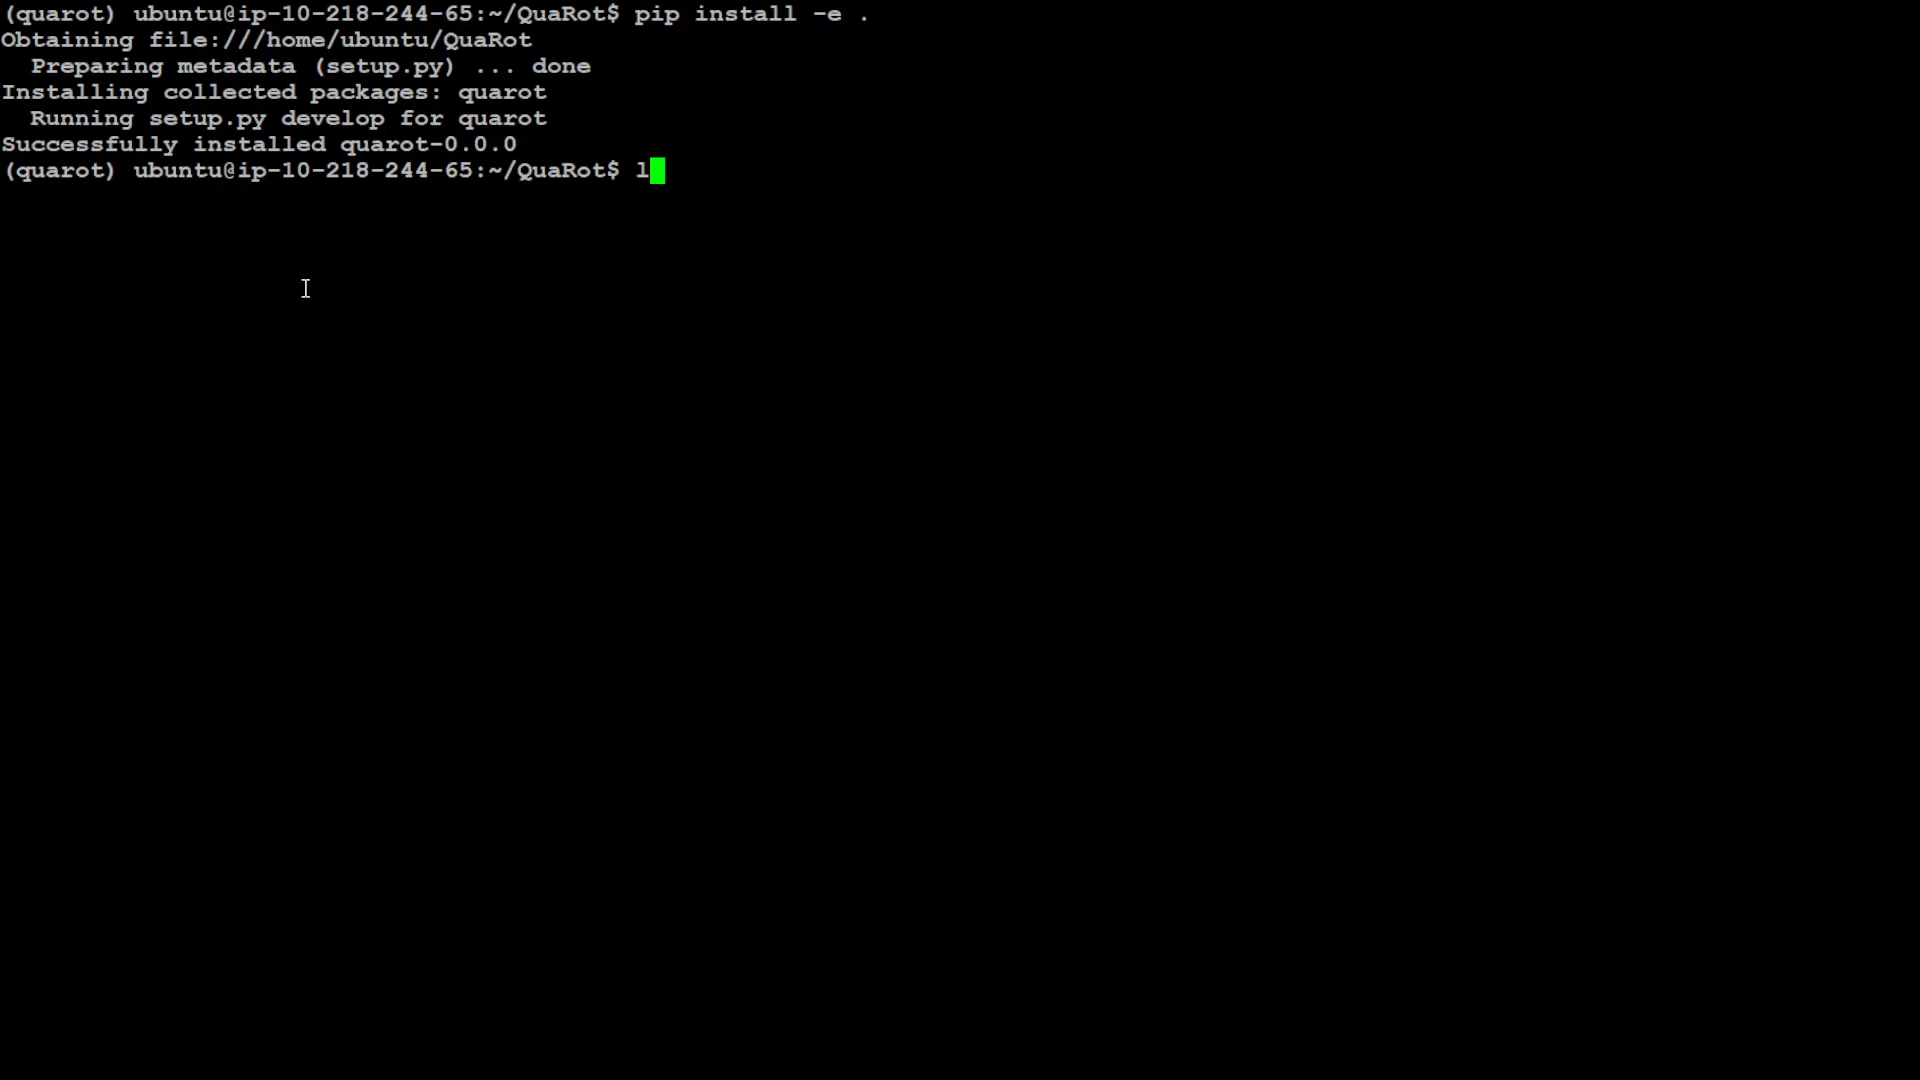 (quarot) ubuntu@ip-10-218-244-65:~/QuaRot$ pip install -e .
Obtaining file:///home/ubuntu/QuaRot
  Preparing metadata (setup.py) ... done
Installing collected packages: quarot
  Running setup.py develop for quarot
Successfully installed quarot-0.0.0
(quarot) ubuntu@ip-10-218-244-65:~/QuaRot$ l